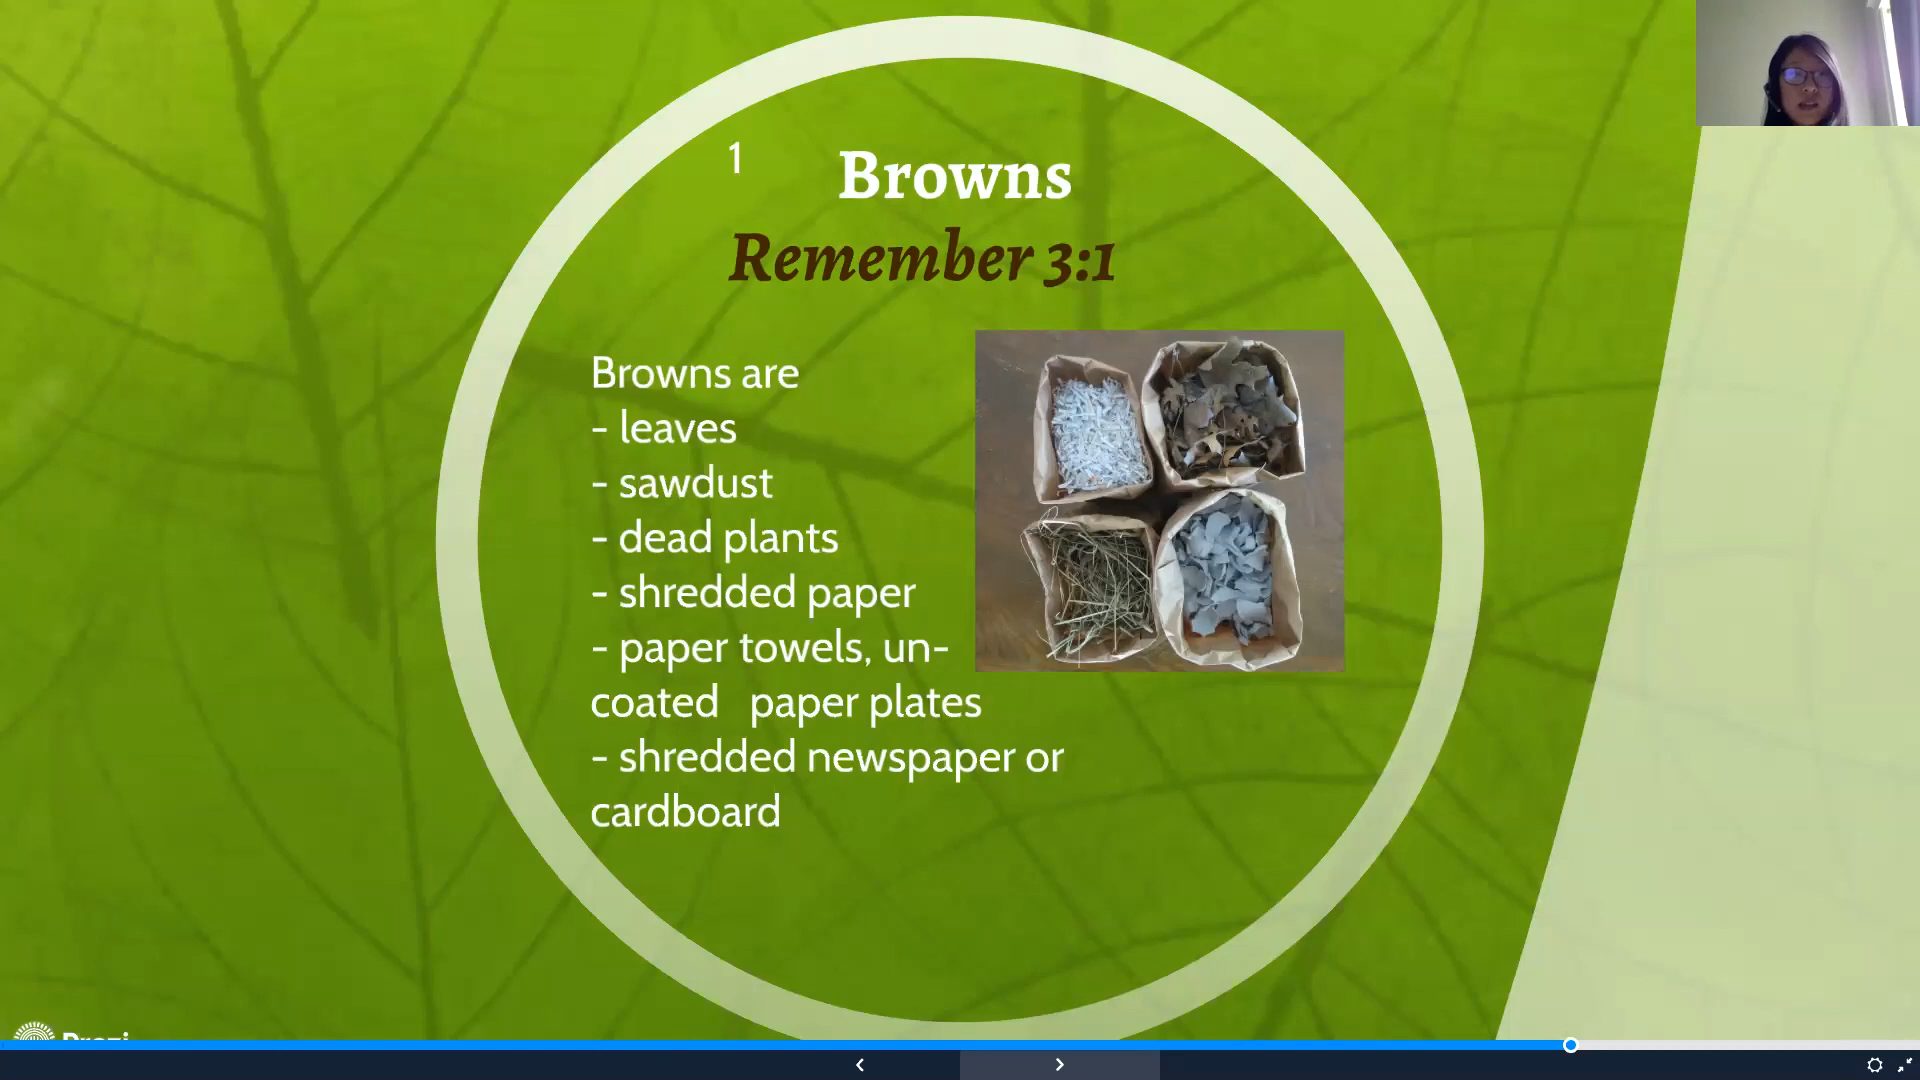 1
Browns
Remember 3:1
Browns are
- leaves
- sawdust
- dead plants
- shredded paper
- paper towels, un-
coated   paper plates
- shredded newspaper or
cardboard
Prezi